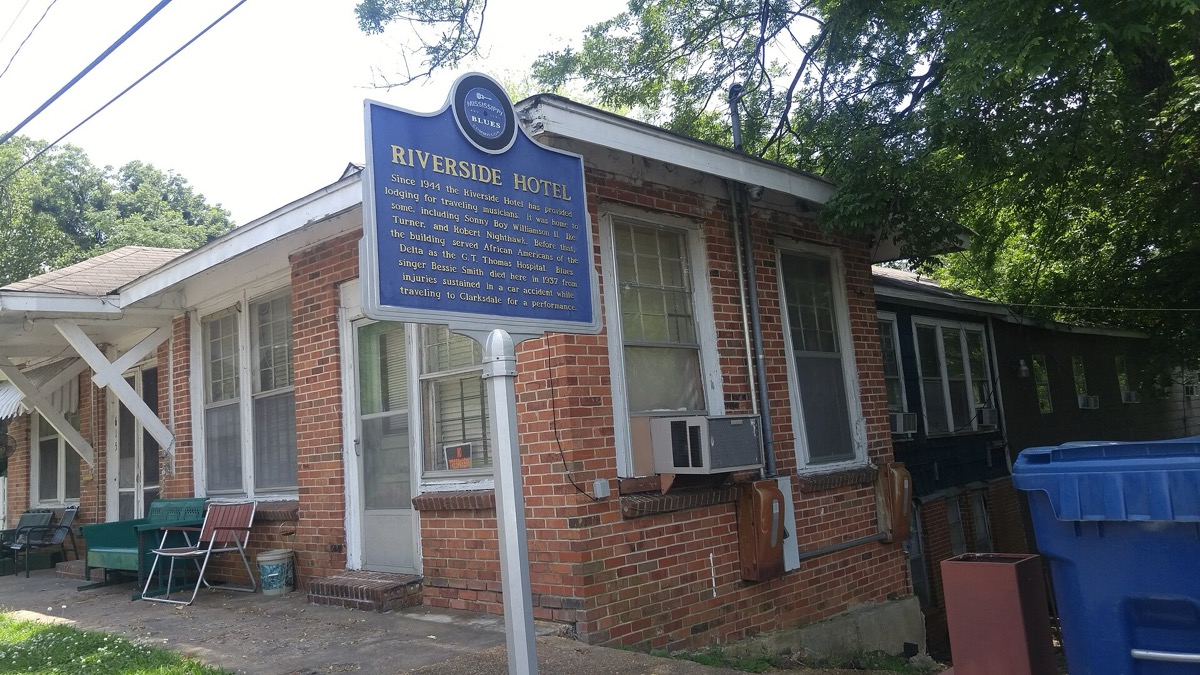 MISSISSIPPI
BLUES
RIVERSIDE HOTEL
Since 1944 the Riverside Hotel has provided
lodging for traveling musicians. It was home to
some, including Sonny Boy Williamson II, Ike
Turner, and Robert Nighthawk. Before that,
the building served African Americans of the
Delta as the G.T. Thomas Hospital. Blues
singer Bessie Smith died here in 1937 from
injuries sustained in a car accident while
traveling to Clarksdale for a performance.
615